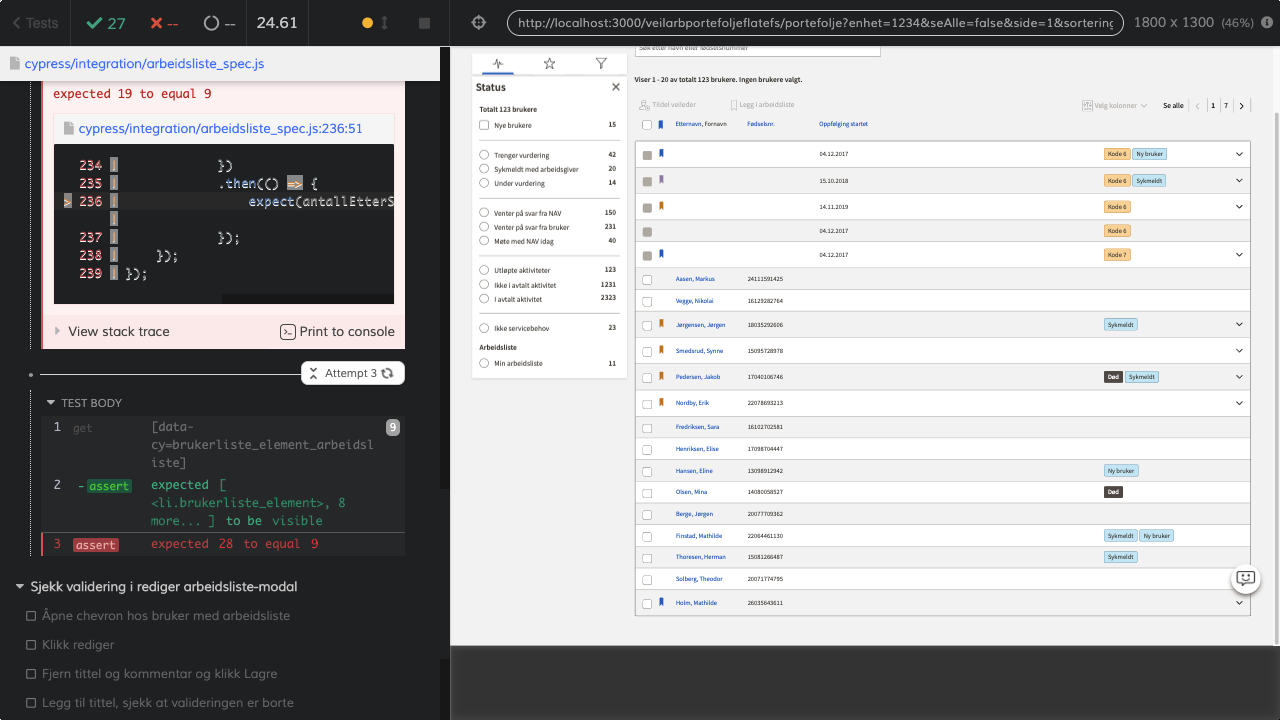 Tests
27
--
--
24.61
http://localhost:3000/veilarbportefoljeflatefs/portefolje?enhet=1234&seAlle=false&side=1&sortering
1800 x 1300 (46%)
cypress/integration/arbeidsliste_spec.js
expected 19 to equal 9
cypress/integration/arbeidsliste_spec.js:236:51
234 | })
235 | .then(() => {
> 236 | expect(antallEtterS
|
237 | });
238 | });
239 | });
View stack trace
Print to console
Attempt 3
TEST BODY
1 get [data-cy=brukerliste_element_arbeidsliste] 9
2 -assert expected [ <li.brukerliste_element>, 8 more... ] to be visible
3 assert expected 28 to equal 9
Sjekk validering i rediger arbeidsliste-modal
Åpne chevron hos bruker med arbeidsliste
Klikk rediger
Fjern tittel og kommentar og klikk Lagre
Legg til tittel, sjekk at valideringen er borte
Status
Totalt 123 brukere
Nye brukere 15
Trenger vurdering 42
Sykmeldt med arbeidsgiver 20
Under vurdering 14
Venter på svar fra NAV 150
Venter på svar fra bruker 231
Møte med NAV idag 40
Utløpte aktiviteter 123
Ikke i avtalt aktivitet 1231
I avtalt aktivitet 2323
Ikke servicebehov 23
Arbeidsliste
Min arbeidsliste 11
Søk etter navn eller fødselsnummer
Viser 1 - 20 av totalt 123 brukere. Ingen brukere valgt.
Tildel veileder Legg i arbeidsliste Velg kolonner Se alle 1 7
Etternavn, Fornavn Fødselsnr. Oppfølging startet
04.12.2017 Kode 6 Ny bruker
15.10.2018 Kode 6 Sykmeldt
14.11.2019 Kode 6
04.12.2017 Kode 6
04.12.2017 Kode 7
Aasen, Markus 24111591425
Vegge, Nikolai 16129282764
Jørgensen, Jørgen 18035292606 Sykmeldt
Smedsrud, Synne 15095728978
Pedersen, Jakob 17040106746 Død Sykmeldt
Nordby, Erik 22078693213
Fredriksen, Sara 16102702581
Henriksen, Elise 17098704447
Hansen, Eline 13098912942 Ny bruker
Olsen, Mina 14080058527 Død
Berge, Jørgen 20077709362
Finstad, Mathilde 22064461130 Sykmeldt Ny bruker
Thoresen, Herman 15081266487 Sykmeldt
Solberg, Theodor 20071774795
Holm, Mathilde 26035643611